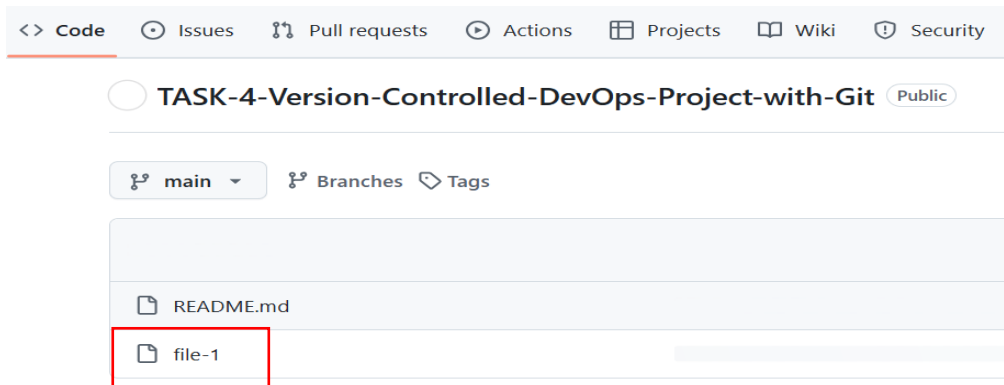 <> Code Issues Pull requests Actions Projects Wiki Security
TASK-4-Version-Controlled-DevOps-Project-with-Git Public
main Branches Tags
README.md
file-1